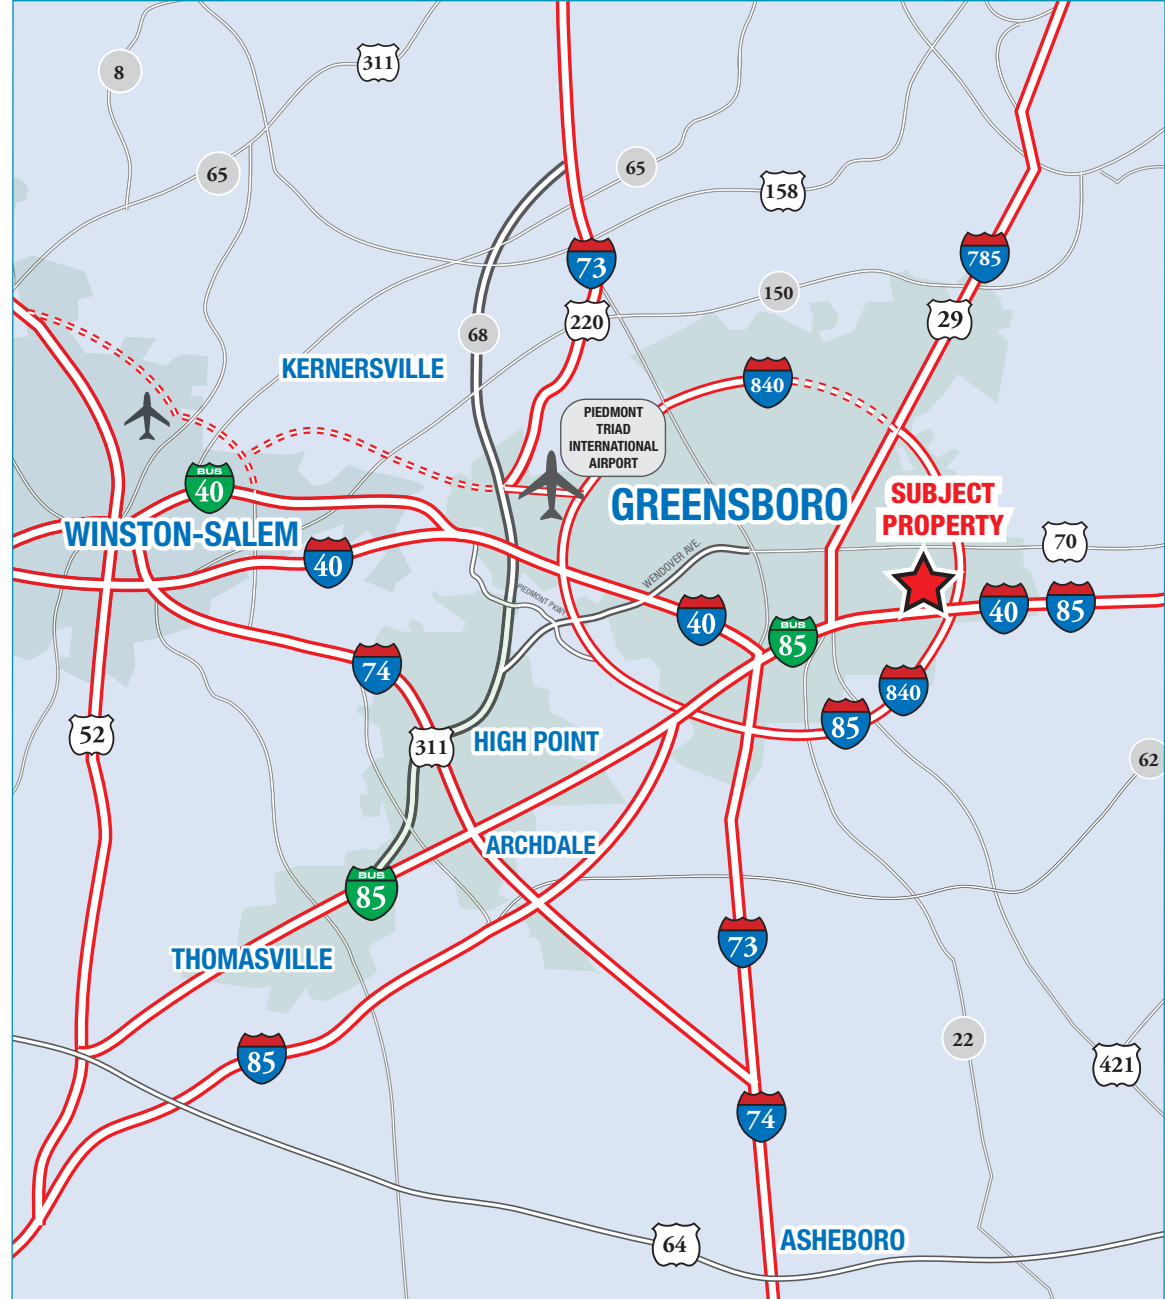 311
8
65
65
158
73
785
150
220
29
68
KERNERSVILLE
840
PIEDMONT
TRIAD
INTERNATIONAL
AIRPORT
BUS
40
GREENSBORO
SUBJECT
PROPERTY
WINSTON-SALEM
70
40
WENDOVER AVE.
PIEDMONT PKWY
40
BUS
85
40
85
74
840
85
52
311
HIGH POINT
62
ARCHDALE
BUS
85
73
THOMASVILLE
85
22
421
74
64
ASHEBORO